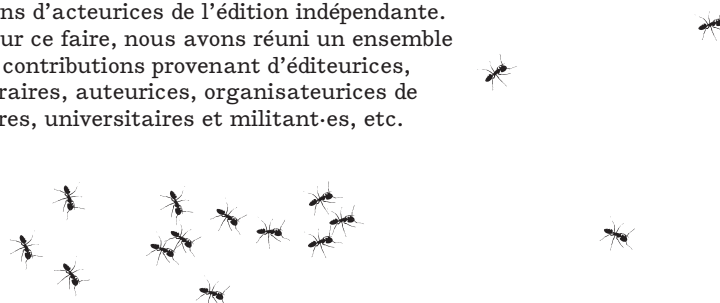 ns d’acteurices de l’édition indépendante.
ur ce faire, nous avons réuni un ensemble
contributions provenant d’éditeurices,
raires, auteurices, organisateurices de
res, universitaires et militant·es, etc.